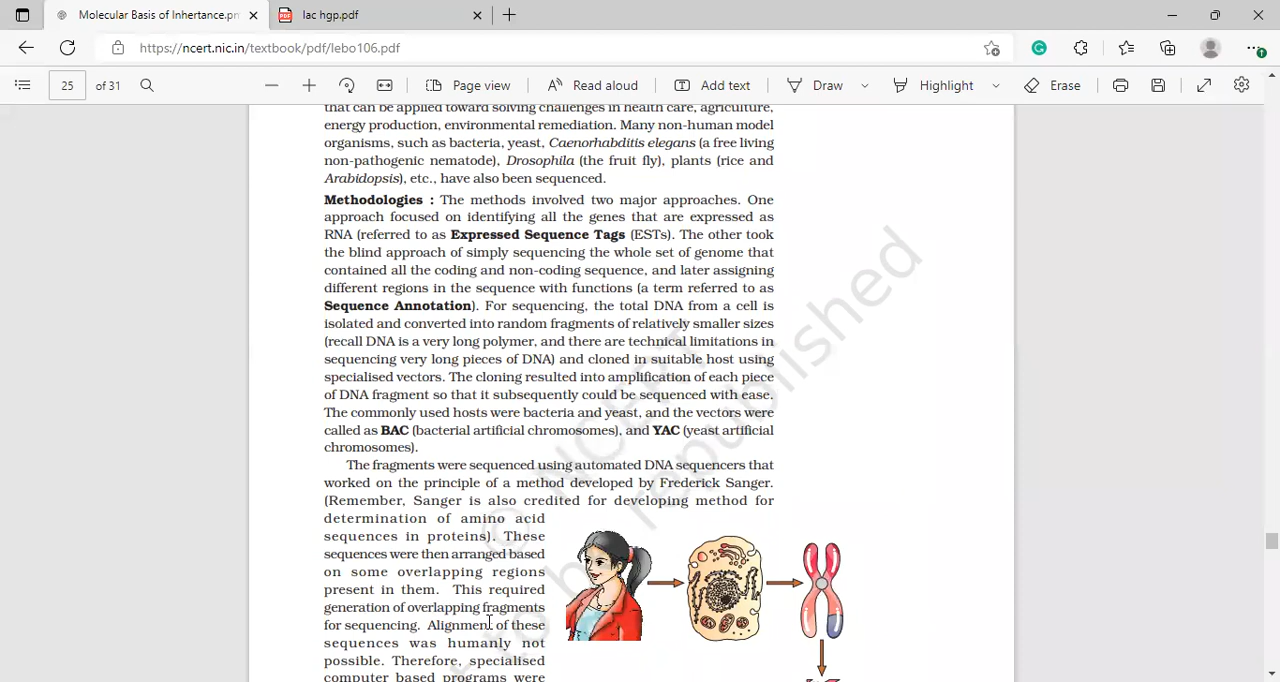 Molecular Basis of Inhertance.pm
lac hgp.pdf
https://ncert.nic.in/textbook/pdf/lebo106.pdf
25 of 31
Page view
Read aloud
Add text
Draw
Highlight
Erase
that can be applied toward solving challenges in health care, agriculture,
energy production, environmental remediation. Many non-human model
organisms, such as bacteria, yeast, Caenorhabditis elegans (a free living
non-pathogenic nematode), Drosophila (the fruit fly), plants (rice and
Arabidopsis), etc., have also been sequenced.
Methodologies : The methods involved two major approaches. One
approach focused on identifying all the genes that are expressed as
RNA (referred to as Expressed Sequence Tags (ESTs). The other took
the blind approach of simply sequencing the whole set of genome that
contained all the coding and non-coding sequence, and later assigning
different regions in the sequence with functions (a term referred to as
Sequence Annotation). For sequencing, the total DNA from a cell is
isolated and converted into random fragments of relatively smaller sizes
(recall DNA is a very long polymer, and there are technical limitations in
sequencing very long pieces of DNA) and cloned in suitable host using
specialised vectors. The cloning resulted into amplification of each piece
of DNA fragment so that it subsequently could be sequenced with ease.
The commonly used hosts were bacteria and yeast, and the vectors were
called as BAC (bacterial artificial chromosomes), and YAC (yeast artificial
chromosomes).
The fragments were sequenced using automated DNA sequencers that
worked on the principle of a method developed by Frederick Sanger.
(Remember, Sanger is also credited for developing method for
determination of amino acid
sequences in proteins). These
sequences were then arranged based
on some overlapping regions
present in them. This required
generation of overlapping fragments
for sequencing. Alignment of these
sequences was humanly not
possible. Therefore, specialised
computer based programs were
© NCERT
to be republished